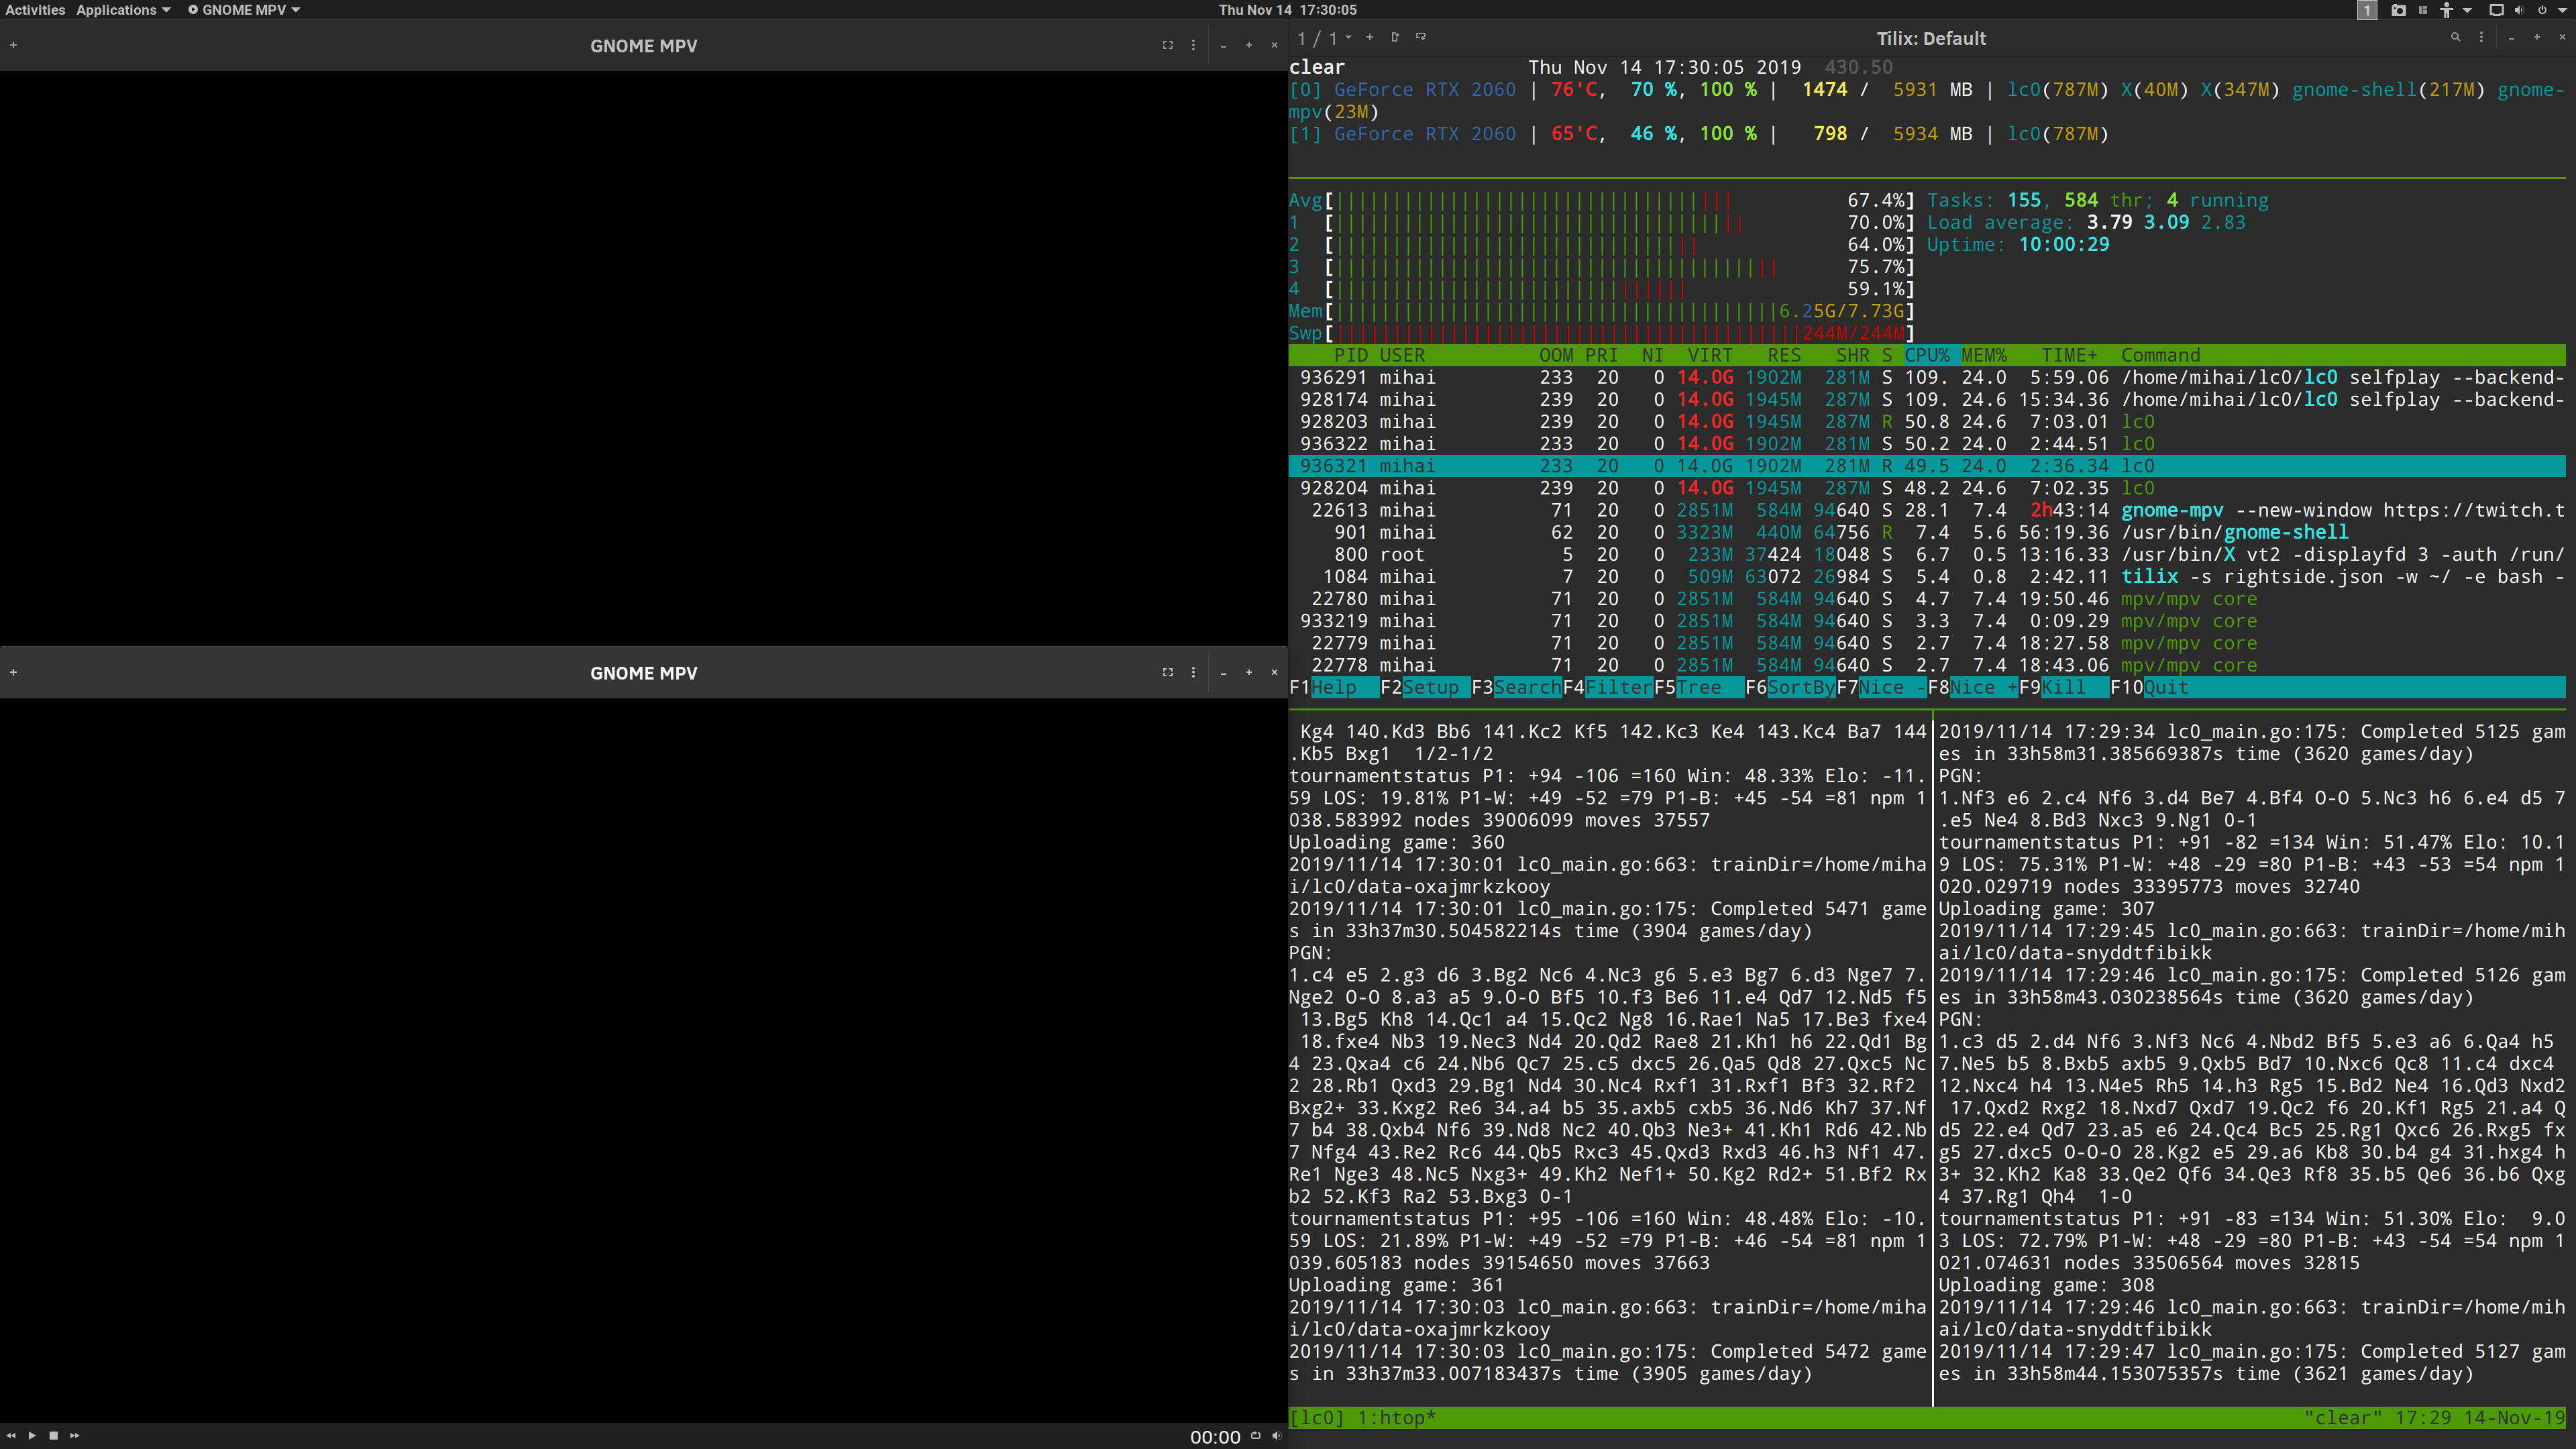 Activities Applications GNOME MPV Thu Nov 14 17:30:05 1
GNOME MPV
GNOME MPV
00:00
1 / 1 Tilix: Default
clear Thu Nov 14 17:30:05 2019 430.50
[0] GeForce RTX 2060 | 76'C, 70 %, 100 % | 1474 / 5931 MB | lc0(787M) X(40M) X(347M) gnome-shell(217M) gnome-
mpv(23M)
[1] GeForce RTX 2060 | 65'C, 46 %, 100 % | 798 / 5934 MB | lc0(787M)
Avg[ 67.4%] Tasks: 155, 584 thr; 4 running
1 [ 70.0%] Load average: 3.79 3.09 2.83
2 [ 64.0%] Uptime: 10:00:29
3 [ 75.7%]
4 [ 59.1%]
Mem[ 6.25G/7.73G]
Swp[ 244M/244M]
PID USER OOM PRI NI VIRT RES SHR S CPU% MEM% TIME+ Command
936291 mihai 233 20 0 14.0G 1902M 281M S 109. 24.0 5:59.06 /home/mihai/lc0/lc0 selfplay --backend-
928174 mihai 239 20 0 14.0G 1945M 287M S 109. 24.6 15:34.36 /home/mihai/lc0/lc0 selfplay --backend-
928203 mihai 239 20 0 14.0G 1945M 287M R 50.8 24.6 7:03.01 lc0
936322 mihai 233 20 0 14.0G 1902M 281M S 50.2 24.0 2:44.51 lc0
936321 mihai 233 20 0 14.0G 1902M 281M R 49.5 24.0 2:36.34 lc0
928204 mihai 239 20 0 14.0G 1945M 287M S 48.2 24.6 7:02.35 lc0
22613 mihai 71 20 0 2851M 584M 94640 S 28.1 7.4 2h43:14 gnome-mpv --new-window https://twitch.t
901 mihai 62 20 0 3323M 440M 64756 R 7.4 5.6 56:19.36 /usr/bin/gnome-shell
800 root 5 20 0 233M 37424 18048 S 6.7 0.5 13:16.33 /usr/bin/X vt2 -displayfd 3 -auth /run/
1084 mihai 7 20 0 509M 63072 26984 S 5.4 0.8 2:42.11 tilix -s rightside.json -w ~/ -e bash -
22780 mihai 71 20 0 2851M 584M 94640 S 4.7 7.4 19:50.46 mpv/mpv core
933219 mihai 71 20 0 2851M 584M 94640 S 3.3 7.4 0:09.29 mpv/mpv core
22779 mihai 71 20 0 2851M 584M 94640 S 2.7 7.4 18:27.58 mpv/mpv core
22778 mihai 71 20 0 2851M 584M 94640 S 2.7 7.4 18:43.06 mpv/mpv core
F1Help F2Setup F3SearchF4FilterF5Tree F6SortByF7Nice -F8Nice +F9Kill F10Quit
Kg4 140.Kd3 Bb6 141.Kc2 Kf5 142.Kc3 Ke4 143.Kc4 Ba7 144
.Kb5 Bxg1 1/2-1/2
tournamentstatus P1: +94 -106 =160 Win: 48.33% Elo: -11.
59 LOS: 19.81% P1-W: +49 -52 =79 P1-B: +45 -54 =81 npm 1
038.583992 nodes 39006099 moves 37557
Uploading game: 360
2019/11/14 17:30:01 lc0_main.go:663: trainDir=/home/miha
i/lc0/data-oxajmrkzkooy
2019/11/14 17:30:01 lc0_main.go:175: Completed 5471 game
s in 33h37m30.504582214s time (3904 games/day)
PGN:
1.c4 e5 2.g3 d6 3.Bg2 Nc6 4.Nc3 g6 5.e3 Bg7 6.d3 Nge7 7.
Nge2 O-O 8.a3 a5 9.O-O Bf5 10.f3 Be6 11.e4 Qd7 12.Nd5 f5
13.Bg5 Kh8 14.Qc1 a4 15.Qc2 Ng8 16.Rae1 Na5 17.Be3 fxe4
18.fxe4 Nb3 19.Nec3 Nd4 20.Qd2 Rae8 21.Kh1 h6 22.Qd1 Bg
4 23.Qxa4 c6 24.Nb6 Qc7 25.c5 dxc5 26.Qa5 Qd8 27.Qxc5 Nc
2 28.Rb1 Qxd3 29.Bg1 Nd4 30.Nc4 Rxf1 31.Rxf1 Bf3 32.Rf2
Bxg2+ 33.Kxg2 Re6 34.a4 b5 35.axb5 cxb5 36.Nd6 Kh7 37.Nf
7 b4 38.Qxb4 Nf6 39.Nd8 Nc2 40.Qb3 Ne3+ 41.Kh1 Rd6 42.Nb
7 Nfg4 43.Re2 Rc6 44.Qb5 Rxc3 45.Qxd3 Rxd3 46.h3 Nf1 47.
Re1 Nge3 48.Nc5 Nxg3+ 49.Kh2 Nef1+ 50.Kg2 Rd2+ 51.Bf2 Rx
b2 52.Kf3 Ra2 53.Bxg3 0-1
tournamentstatus P1: +95 -106 =160 Win: 48.48% Elo: -10.
59 LOS: 21.89% P1-W: +49 -52 =79 P1-B: +46 -54 =81 npm 1
039.605183 nodes 39154650 moves 37663
Uploading game: 361
2019/11/14 17:30:03 lc0_main.go:663: trainDir=/home/miha
i/lc0/data-oxajmrkzkooy
2019/11/14 17:30:03 lc0_main.go:175: Completed 5472 game
s in 33h37m33.007183437s time (3905 games/day)
2019/11/14 17:29:34 lc0_main.go:175: Completed 5125 gam
es in 33h58m31.385669387s time (3620 games/day)
PGN:
1.Nf3 e6 2.c4 Nf6 3.d4 Be7 4.Bf4 O-O 5.Nc3 h6 6.e4 d5 7
.e5 Ne4 8.Bd3 Nxc3 9.Ng1 0-1
tournamentstatus P1: +91 -82 =134 Win: 51.47% Elo: 10.1
9 LOS: 75.31% P1-W: +48 -29 =80 P1-B: +43 -53 =54 npm 1
020.029719 nodes 33395773 moves 32740
Uploading game: 307
2019/11/14 17:29:45 lc0_main.go:663: trainDir=/home/mih
ai/lc0/data-snyddtfibikk
2019/11/14 17:29:46 lc0_main.go:175: Completed 5126 gam
es in 33h58m43.030238564s time (3620 games/day)
PGN:
1.c3 d5 2.d4 Nf6 3.Nf3 Nc6 4.Nbd2 Bf5 5.e3 a6 6.Qa4 h5
7.Ne5 b5 8.Bxb5 axb5 9.Qxb5 Bd7 10.Nxc6 Qc8 11.c4 dxc4
12.Nxc4 h4 13.N4e5 Rh5 14.h3 Rg5 15.Bd2 Ne4 16.Qd3 Nxd2
17.Qxd2 Rxg2 18.Nxd7 Qxd7 19.Qc2 f6 20.Kf1 Rg5 21.a4 Q
d5 22.e4 Qd7 23.a5 e6 24.Qc4 Bc5 25.Rg1 Qxc6 26.Rxg5 fx
g5 27.dxc5 O-O-O 28.Kg2 e5 29.a6 Kb8 30.b4 g4 31.hxg4 h
3+ 32.Kh2 Ka8 33.Qe2 Qf6 34.Qe3 Rf8 35.b5 Qe6 36.b6 Qxg
4 37.Rg1 Qh4 1-0
tournamentstatus P1: +91 -83 =134 Win: 51.30% Elo: 9.0
3 LOS: 72.79% P1-W: +48 -29 =80 P1-B: +43 -54 =54 npm 1
021.074631 nodes 33506564 moves 32815
Uploading game: 308
2019/11/14 17:29:46 lc0_main.go:663: trainDir=/home/mih
ai/lc0/data-snyddtfibikk
2019/11/14 17:29:47 lc0_main.go:175: Completed 5127 gam
es in 33h58m44.153075357s time (3621 games/day)
[lc0] 1:htop* "clear" 17:29 14-Nov-19